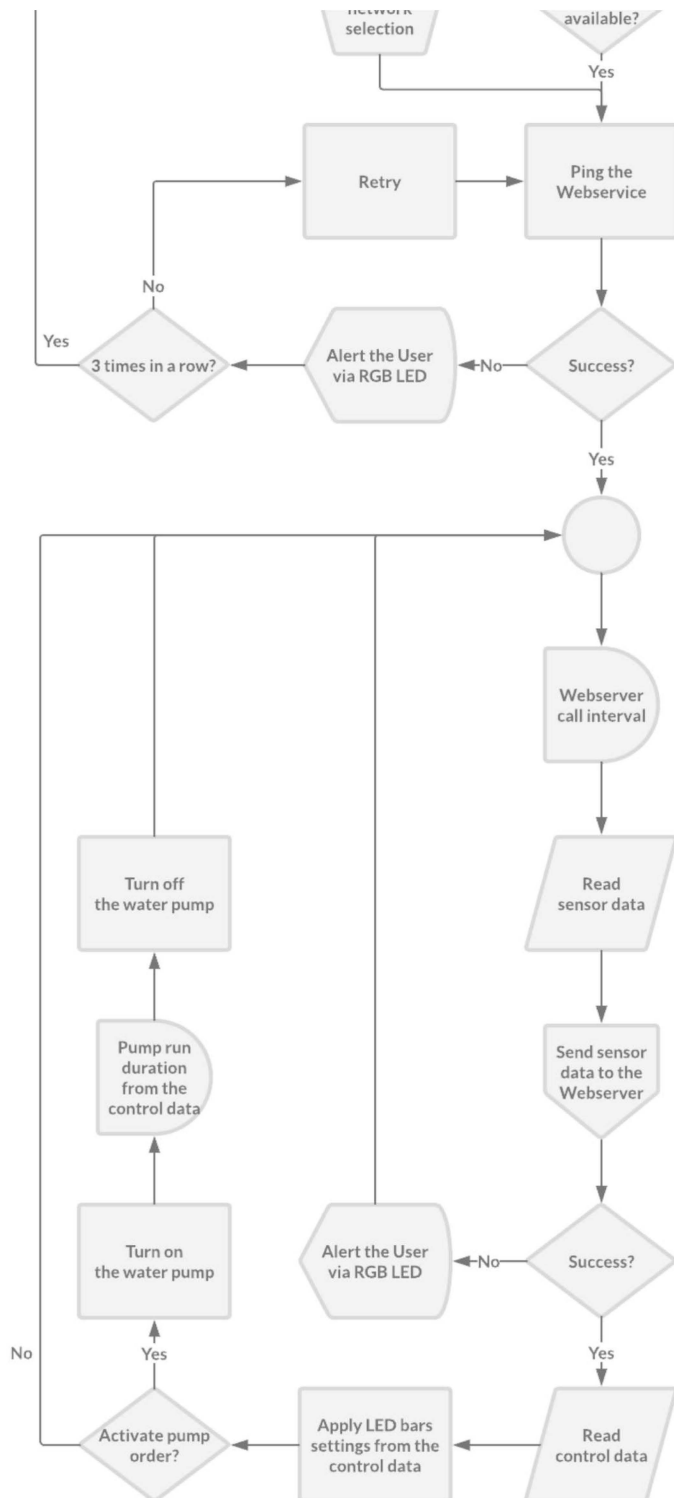 network
selection
available?
Yes
Retry
Ping the
Webservice
No
Yes
3 times in a row?
Alert the User
via RGB LED
No
Success?
Yes
Webserver
call interval
Turn off
the water pump
Read
sensor data
Pump run
duration
from the
control data
Send sensor
data to the
Webserver
Turn on
the water pump
Alert the User
via RGB LED
No
Success?
No
Yes
Yes
Activate pump
order?
Apply LED bars
settings from the
control data
Read
control data